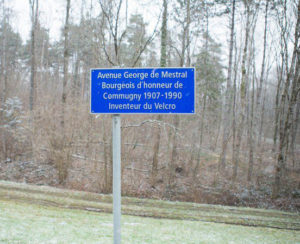 Avenue George de Mestral
Bourgeois d'honneur de
Commugny 1907-1990
Inventeur du Velcro